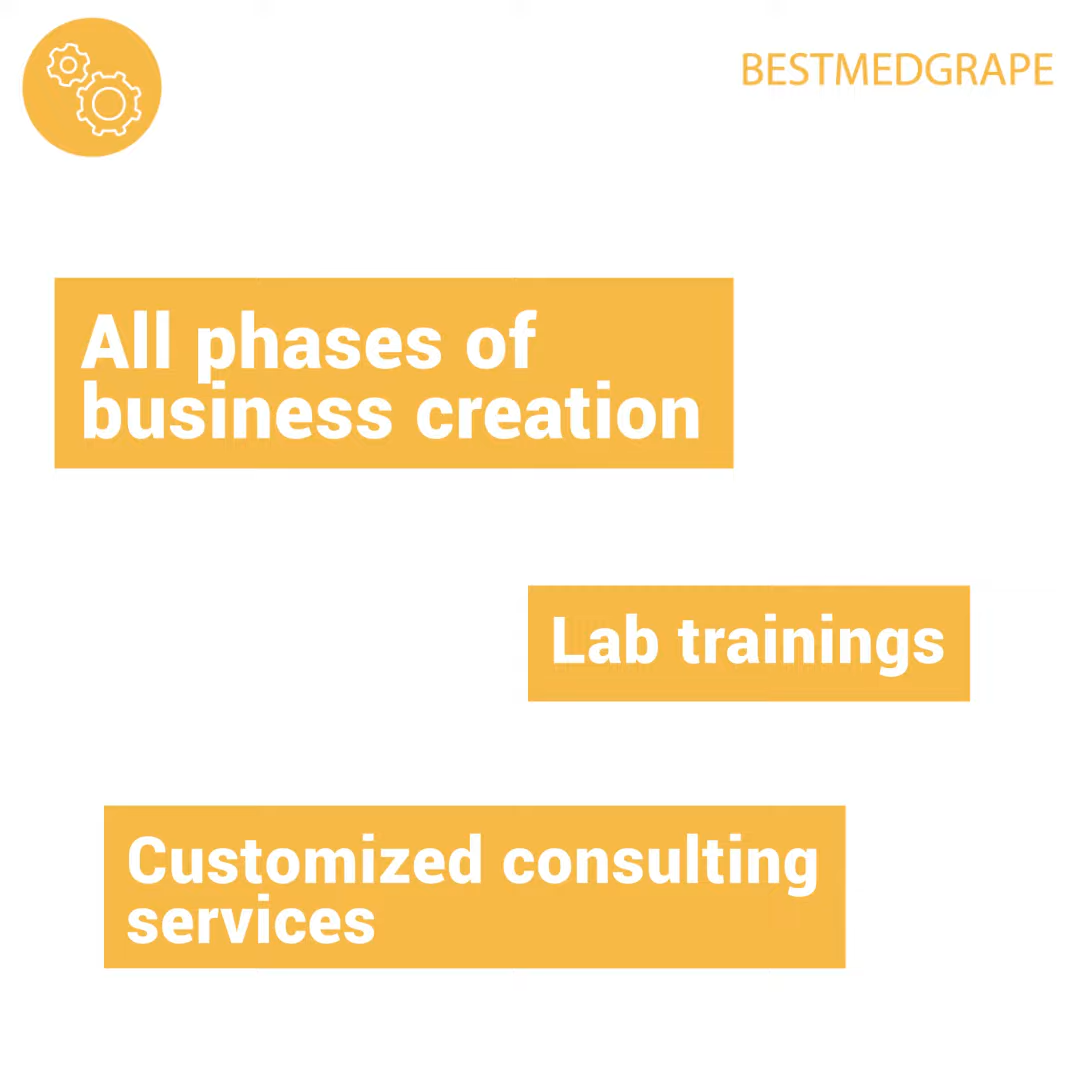 BESTMEDGRAPE
All phases of
business creation
Lab trainings
Customized consulting
services